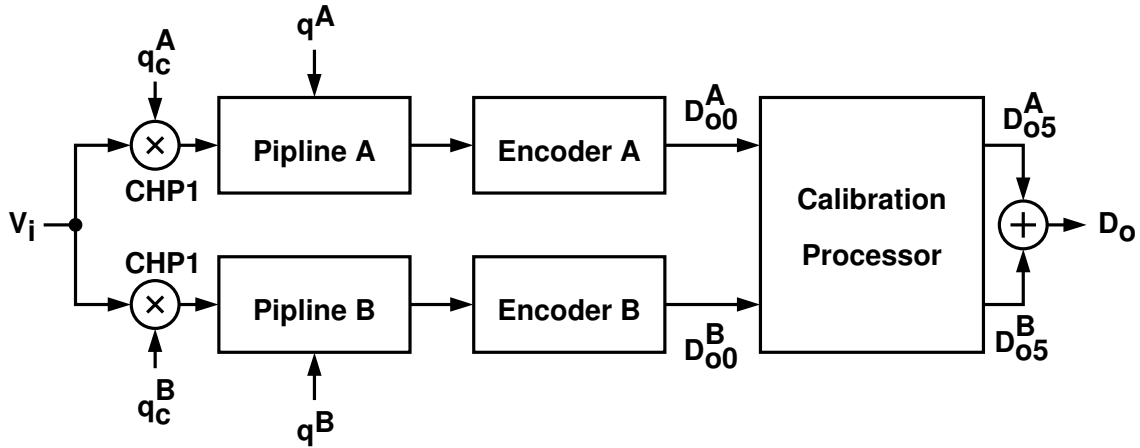 q^A
q_c^A
D_o0^A
D_o5^A
Pipline A
Encoder A
CHP1
Calibration
Processor
V_i
D_o
CHP1
Pipline B
Encoder B
D_o0^B
D_o5^B
q_c^B
q^B